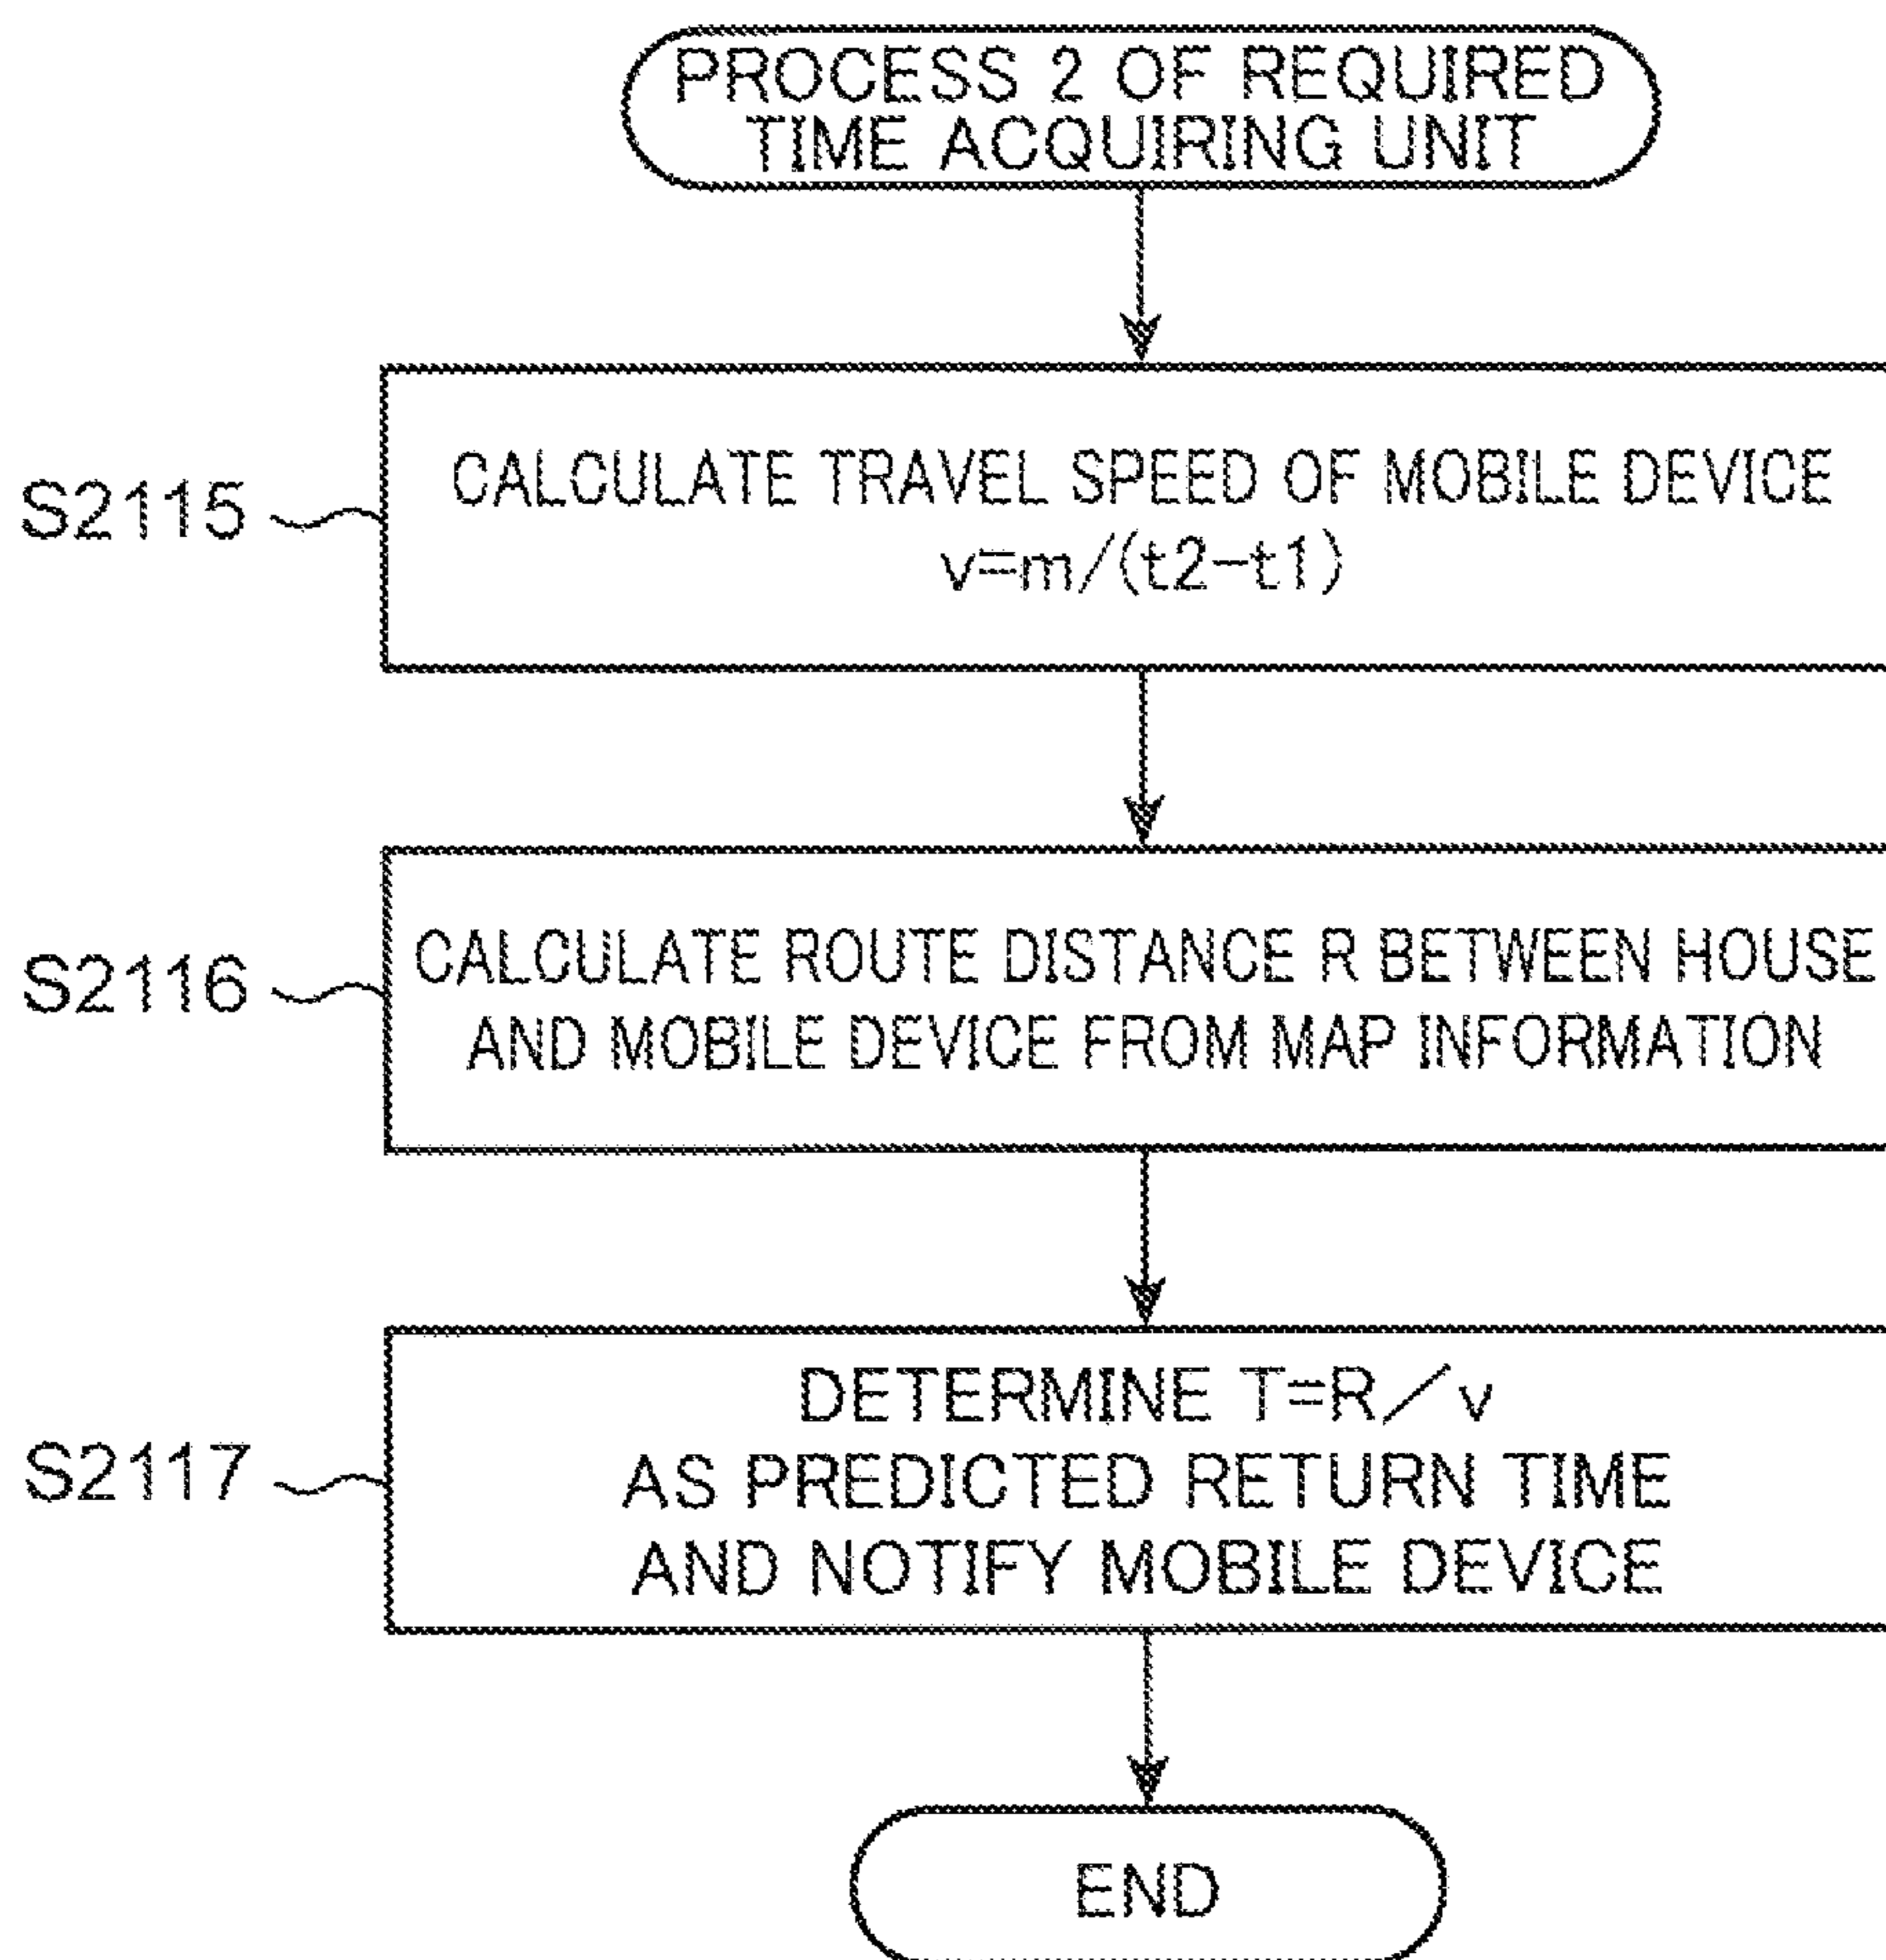 PROCESS 2 OF REQUIRED
TIME ACQUIRING UNIT
S2115
CALCULATE TRAVEL SPEED OF MOBILE DEVICE
v=m/(t2-t1)
S2116
CALCULATE ROUTE DISTANCE R BETWEEN HOUSE
AND MOBILE DEVICE FROM MAP INFORMATION
S2117
DETERMINE T=R/v
AS PREDICTED RETURN TIME
AND NOTIFY MOBILE DEVICE
END